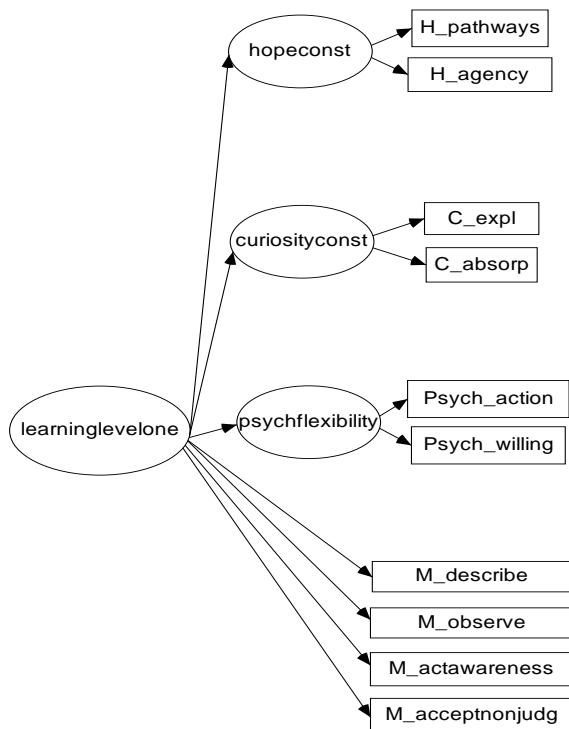 H_pathways
hopeconst
H_agency
C_expl
curiosityconst
C_absorp
Psych_action
psychflexibility
learninglevelone
Psych_willing
M_describe
M_observe
M_actawareness
M_acceptnonjudg